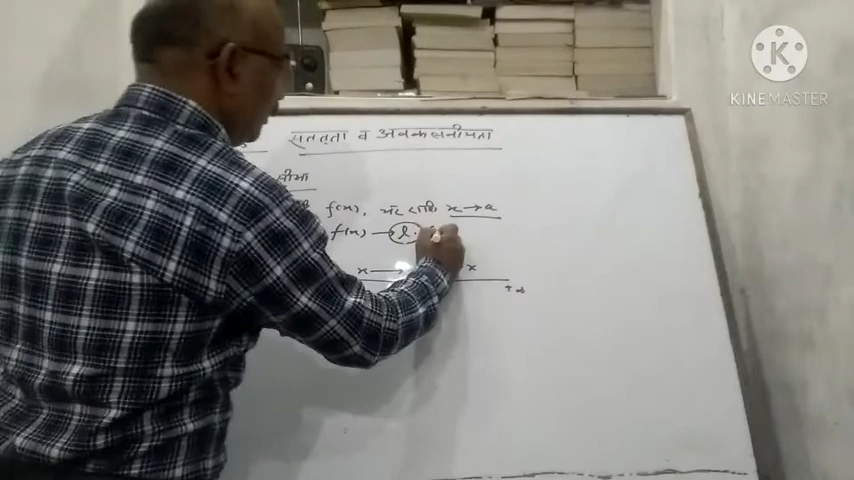 सततता व अवकलनीयता
सीमा
f(x), यदि राशि x → a
f(x) → l
x → x
+∞
KINEMASTER